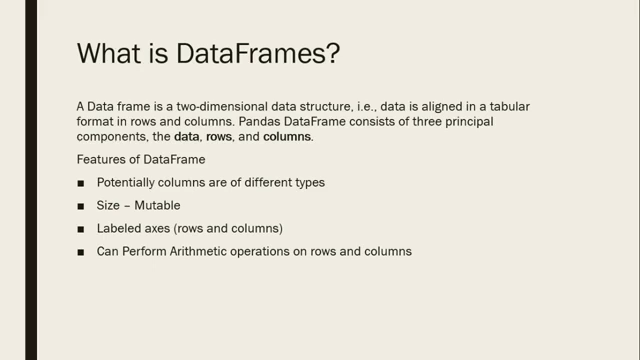 What is DataFrames?
A Data frame is a two-dimensional data structure, i.e., data is aligned in a tabular
format in rows and columns. Pandas DataFrame consists of three principal
components, the data, rows, and columns.
Features of DataFrame
■ Potentially columns are of different types
■ Size – Mutable
■ Labeled axes (rows and columns)
■ Can Perform Arithmetic operations on rows and columns